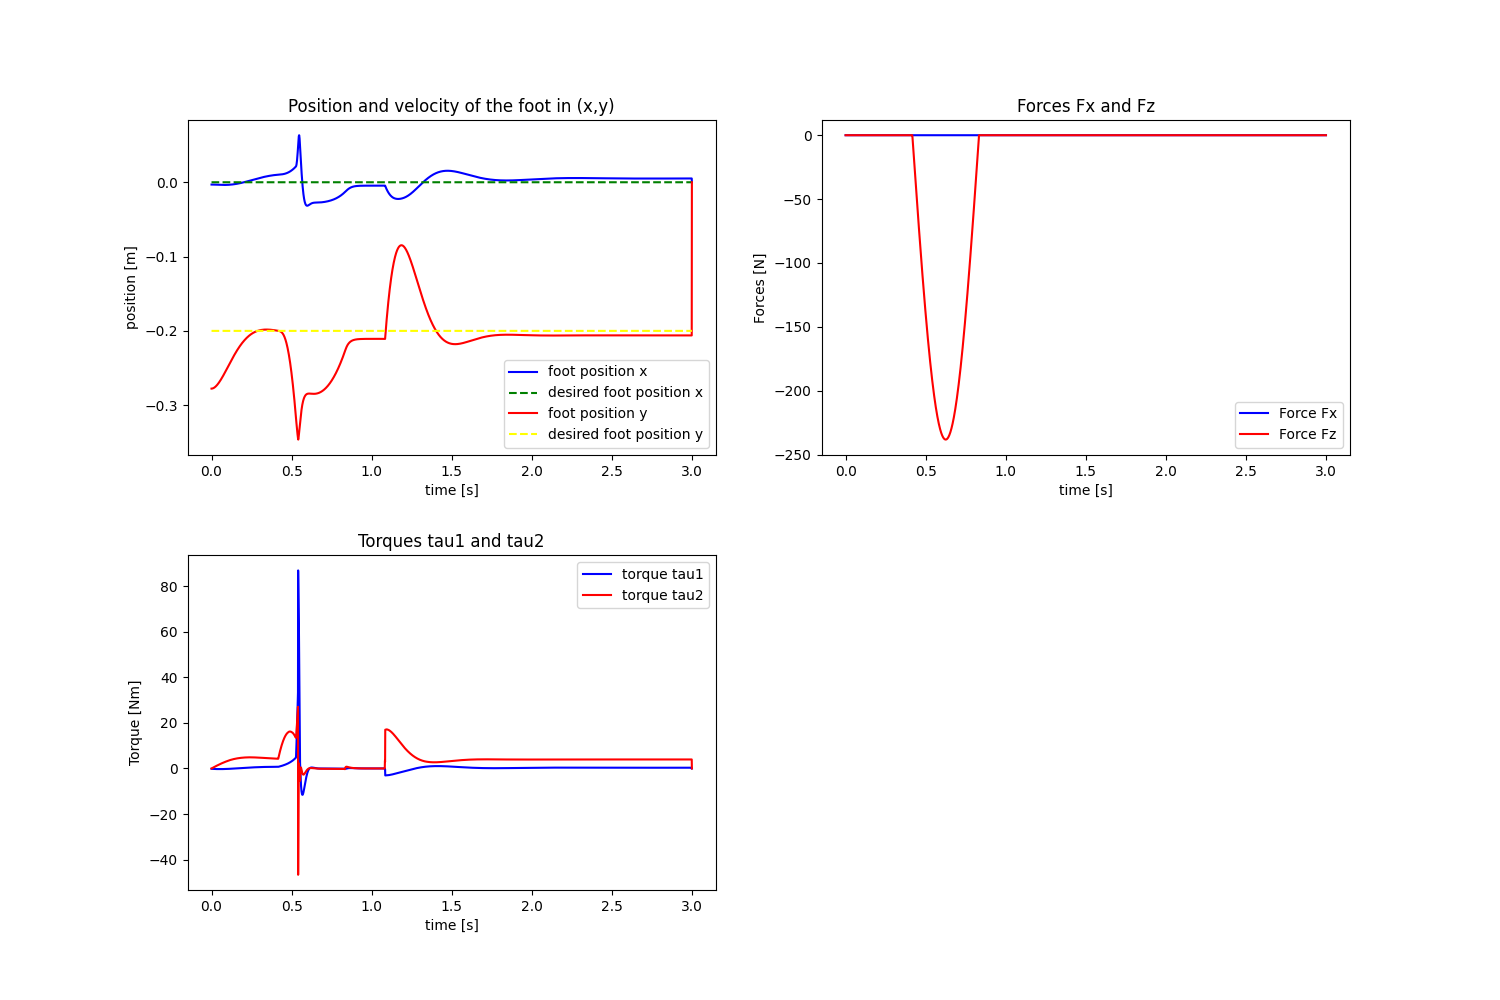 Position and velocity of the foot in (x,y)
position [m]
0.0
−0.1
−0.2
−0.3
foot position x
desired foot position x
foot position y
desired foot position y
0.0 0.5 1.0 1.5 2.0 2.5 3.0
time [s]
Forces Fx and Fz
Forces [N]
0
−50
−100
−150
−200
−250
Force Fx
Force Fz
0.0 0.5 1.0 1.5 2.0 2.5 3.0
time [s]
Torques tau1 and tau2
Torque [Nm]
80
60
40
20
0
−20
−40
torque tau1
torque tau2
0.0 0.5 1.0 1.5 2.0 2.5 3.0
time [s]